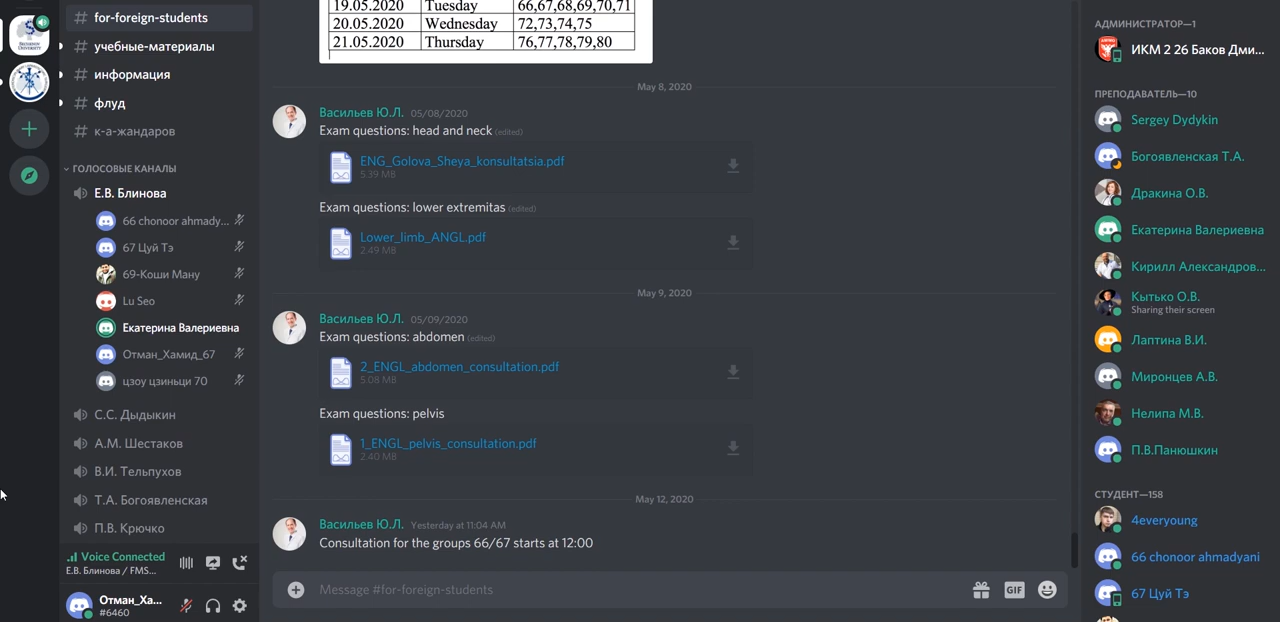 for-foreign-students
учебные-материалы
информация
флуд
к-а-жандаров
ГОЛОСОВЫЕ КАНАЛЫ
Е.В. Блинова
66 chonoor ahmady...
67 Цуй Тэ
69-Коши Ману
Lu Seo
Екатерина Валериевна
Отман_Хамид_67
цзоу цзиньци 70
С.С. Дыдыкин
А.М. Шестаков
В.И. Тельпухов
Т.А. Богоявленская
П.В. Крючко
Voice Connected
Е.В. Блинова / FMS...
Отман_Ха...
#6460
19.05.2020 Tuesday 66,67,68,69,70,71
20.05.2020 Wednesday 72,73,74,75
21.05.2020 Thursday 76,77,78,79,80
May 8, 2020
Васильев Ю.Л. 05/08/2020
Exam questions: head and neck (edited)
ENG_Golova_Sheya_konsultatsia.pdf
5.39 MB
Exam questions: lower extremitas (edited)
Lower_limb_ANGL.pdf
2.49 MB
May 9, 2020
Васильев Ю.Л. 05/09/2020
Exam questions: abdomen (edited)
2_ENGL_abdomen_consultation.pdf
5.08 MB
Exam questions: pelvis
1_ENGL_pelvis_consultation.pdf
2.40 MB
May 12, 2020
Васильев Ю.Л. Yesterday at 11:04 AM
Consultation for the groups 66/67 starts at 12:00
Message #for-foreign-students
GIF
АДМИНИСТРАТОР—1
ИКМ 2 26 Баков Дми...
ПРЕПОДАВАТЕЛЬ—10
Sergey Dydykin
Богоявленская Т.А.
Дракина О.В.
Екатерина Валериевна
Кирилл Александров...
Кытько О.В.
Sharing their screen
Лаптина В.И.
Миронцев А.В.
Нелипа М.В.
П.В.Панюшкин
СТУДЕНТ—158
4everyoung
66 chonoor ahmadyani
67 Цуй Тэ